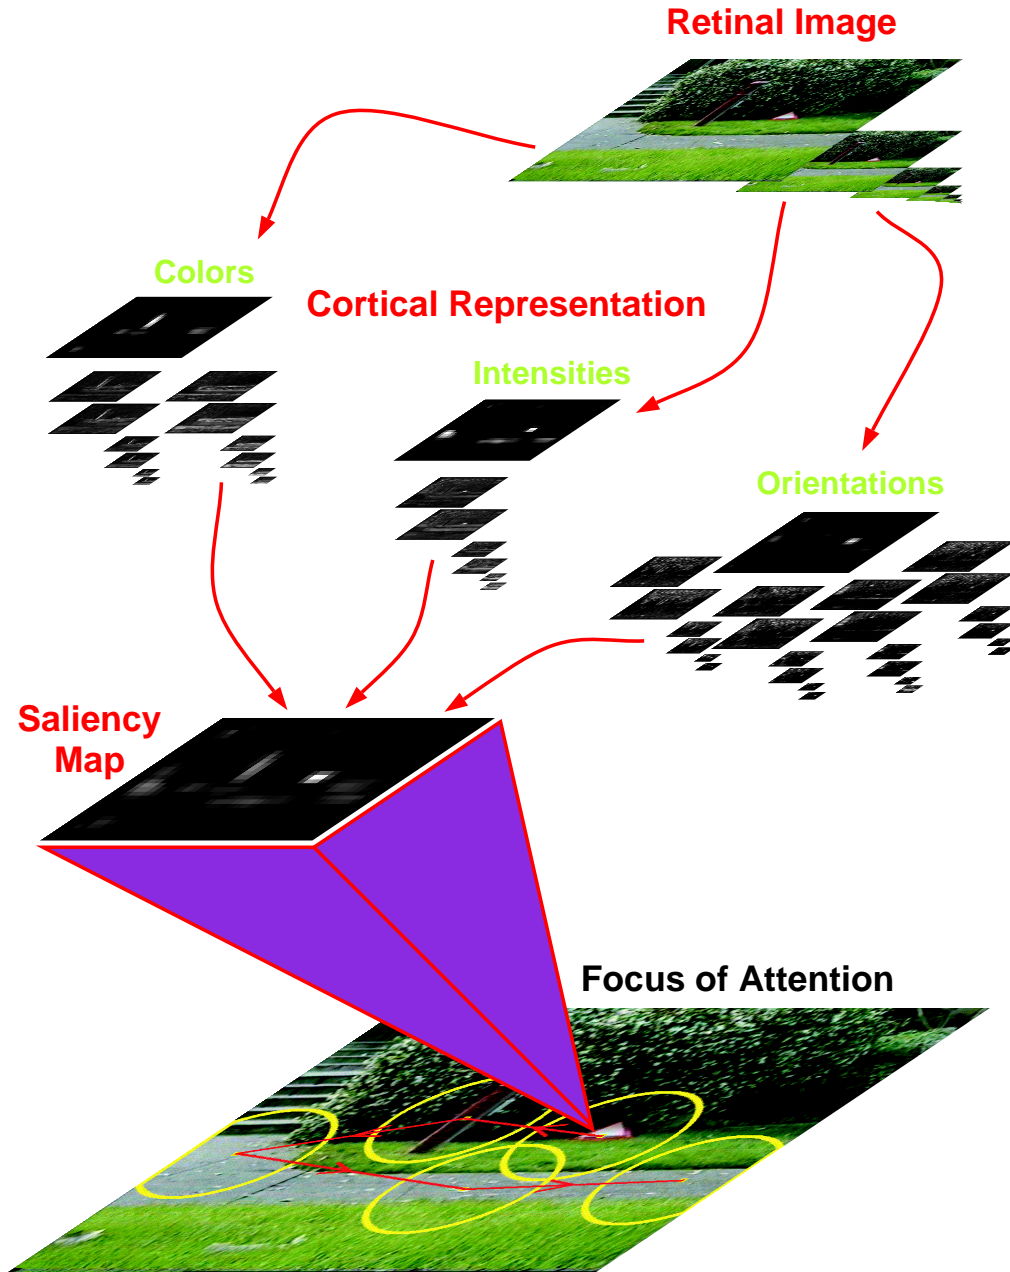 Retinal Image
Colors
Cortical Representation
Intensities
Orientations
Saliency
Map
Focus of Attention